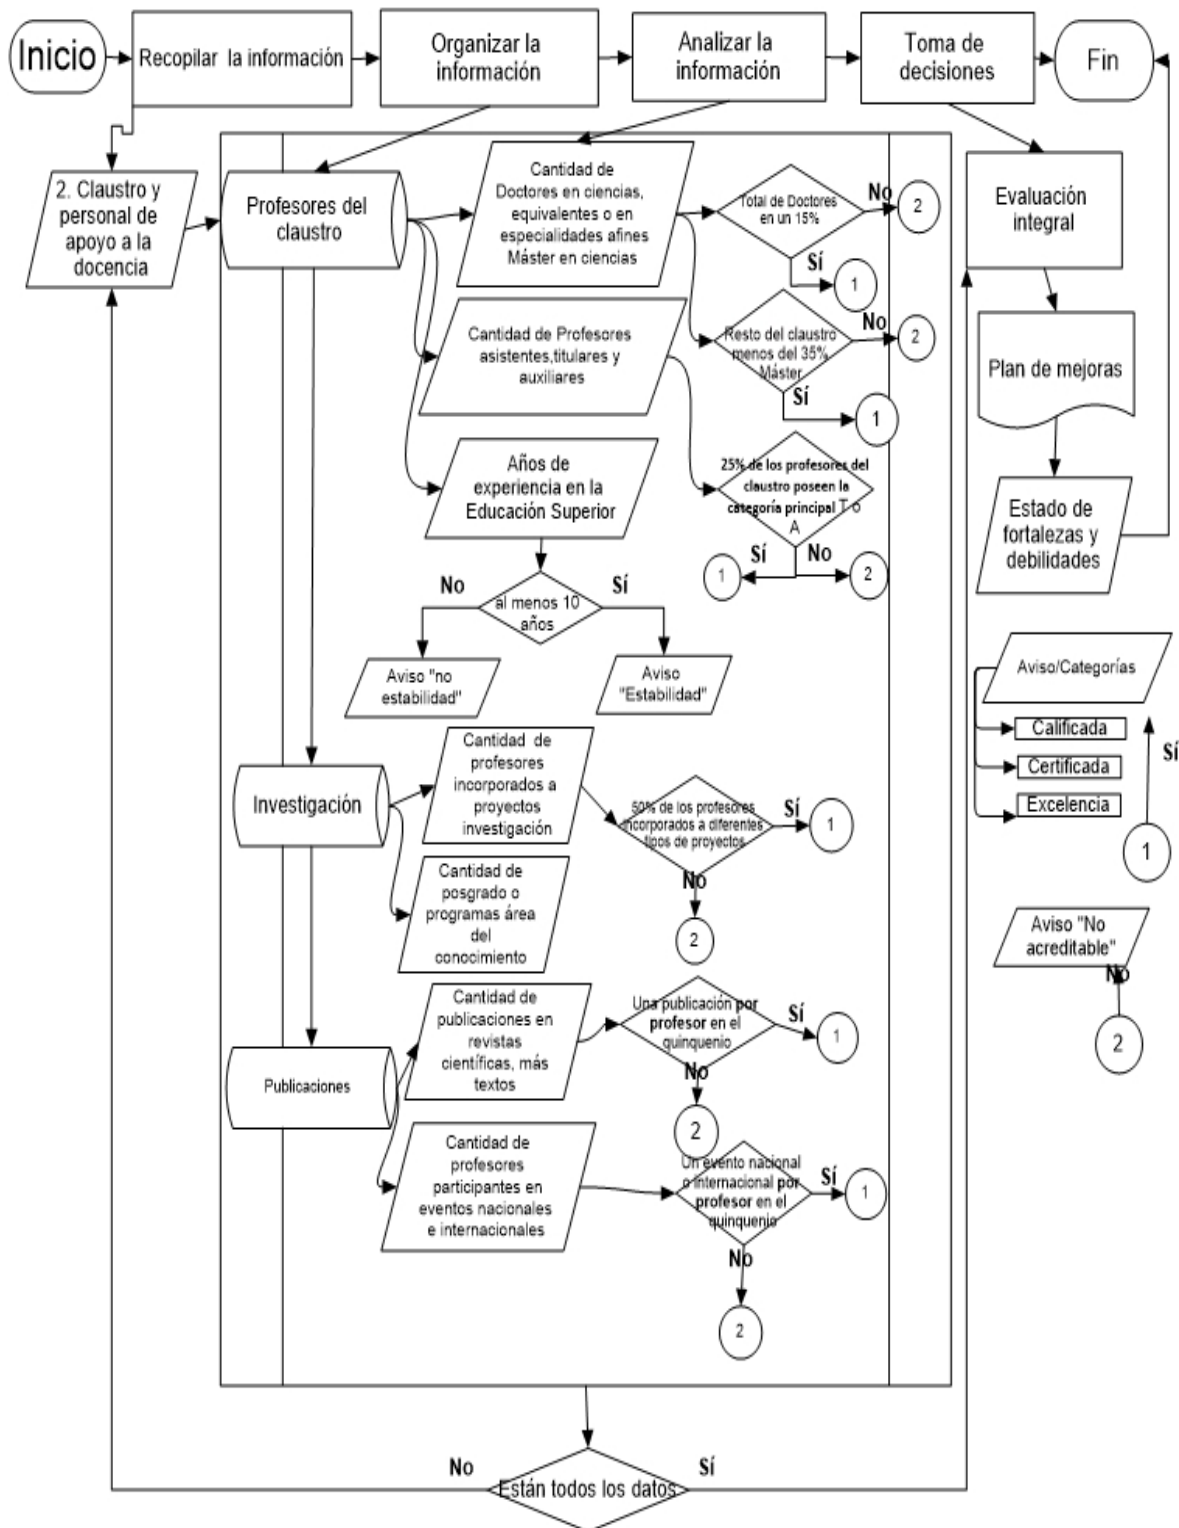 Inicio
Recopilar la información
Organizar la
información
Analizar la
información
Toma de
decisiones
Fin
2. Claustro y
personal de
apoyo a la
docencia
Profesores del
claustro
Cantidad de
Doctores en ciencias,
equivalentes o en
especialidades afines
Máster en ciencias
Total de Doctores
en un 15%
No
2
Sí
1
Cantidad de Profesores
asistentes,titulares y
auxiliares
Resto del claustro
menos del 35%
Máster
No
2
Sí
1
Años de
experiencia en la
Educación Superior
25% de los profesores del
claustro poseen la
categoría principal T o
A
Sí
No
1
2
No
al menos 10
años
Sí
Aviso "no
estabilidad"
Aviso
"Estabilidad"
Investigación
Cantidad de
profesores
incorporados a
proyectos
investigación
50% de los profesores
incorporados a diferentes
tipos de proyectos
Sí
1
No
2
Cantidad de
posgrado o
programas área
del
conocimiento
Publicaciones
Cantidad de
publicaciones en
revistas
científicas, más
textos
Una publicación por
profesor en el
quinquenio
Sí
1
No
2
Cantidad de
profesores
participantes en
eventos nacionales
e internacionales
Un evento nacional
o internacional por
profesor en el
quinquenio
Sí
1
No
2
Están todos los datos
No
Sí
Evaluación
integral
Plan de mejoras
Estado de
fortalezas y
debilidades
Aviso/Categorías
Calificada
Certificada
Excelencia
Sí
1
Aviso "No
acreditable"
No
2